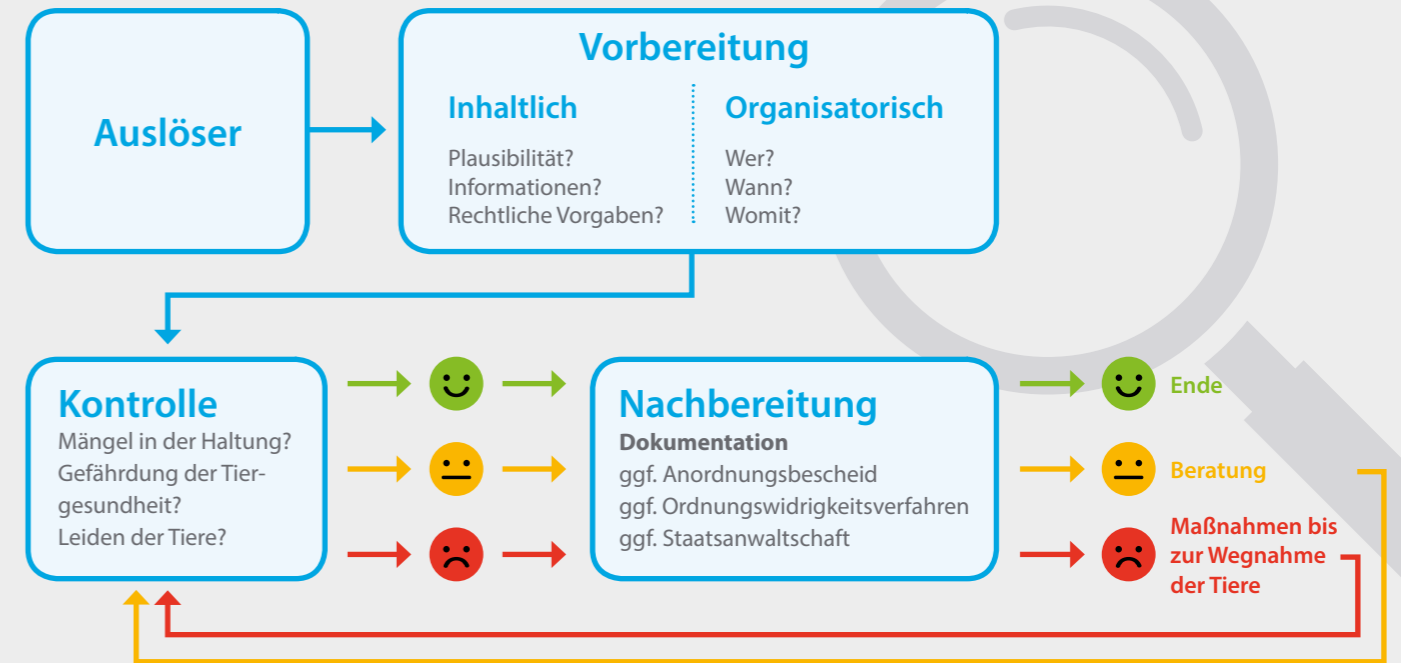 Auslöser
Vorbereitung
Inhaltlich
Plausibilität?
Informationen?
Rechtliche Vorgaben?
Organisatorisch
Wer?
Wann?
Womit?
Kontrolle
Mängel in der Haltung?
Gefährdung der Tier-
gesundheit?
Leiden der Tiere?
Nachbereitung
Dokumentation
ggf. Anordnungsbescheid
ggf. Ordnungswidrigkeitsverfahren
ggf. Staatsanwaltschaft
Ende
Beratung
Maßnahmen bis
zur Wegnahme
der Tiere